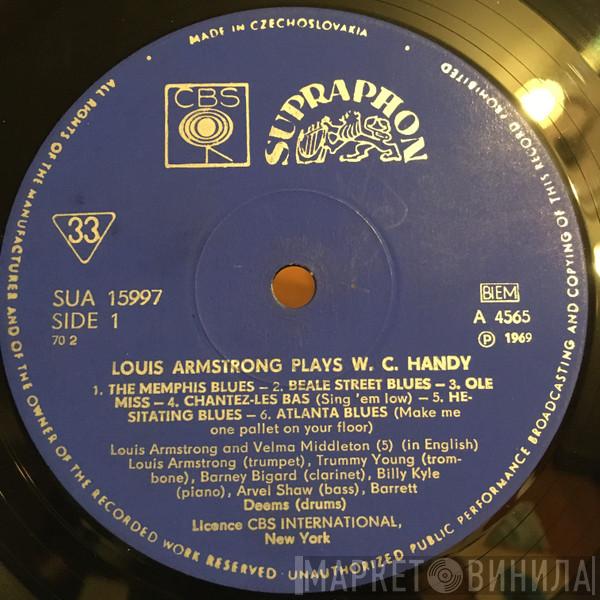 MADE IN CZECHOSLOVAKIA
ALL RIGHTS OF THE MANUFACTURER AND OF THE OWNER OF THE RECORDED WORK RESERVED · UNAUTHORIZED PUBLIC PERFORMANCE BROADCASTING AND COPYING OF THIS RECORD PROHIBITED
CBS
SUPRAPHON
33
SUA 15997
SIDE 1
70 2
BIEM
A 4565
Ⓟ 1969
LOUIS ARMSTRONG PLAYS W. C. HANDY
1. THE MEMPHIS BLUES – 2. BEALE STREET BLUES – 3. OLE
MISS – 4. CHANTEZ-LES BAS (Sing 'em low) – 5. HE-
SITATING BLUES – 6. ATLANTA BLUES (Make me
one pallet on your floor)
Louis Armstrong and Velma Middleton (5) (in English)
Louis Armstrong (trumpet), Trummy Young (trom-
bone), Barney Bigard (clarinet), Billy Kyle
(piano), Arvel Shaw (bass), Barrett
Deems (drums)
Licence CBS INTERNATIONAL,
New York
МАРКЕТ ВИНИЛА